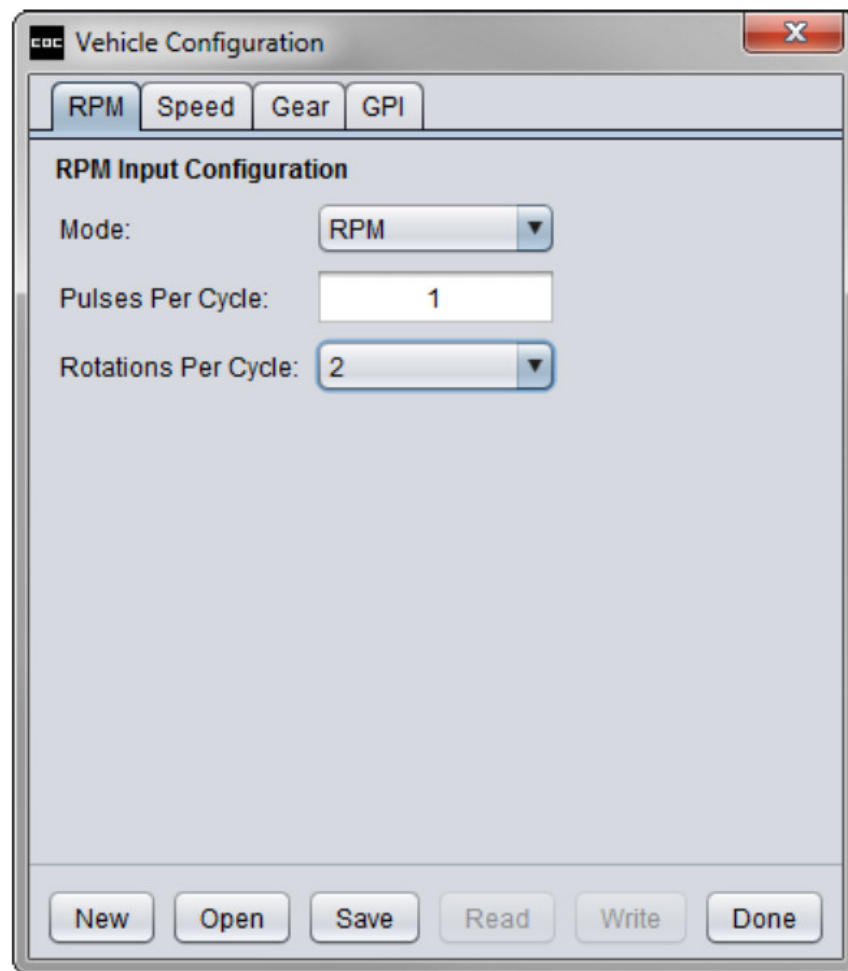 COC Vehicle Configuration
RPM Speed Gear GPI
RPM Input Configuration
Mode: RPM
Pulses Per Cycle: 1
Rotations Per Cycle: 2
New Open Save Read Write Done